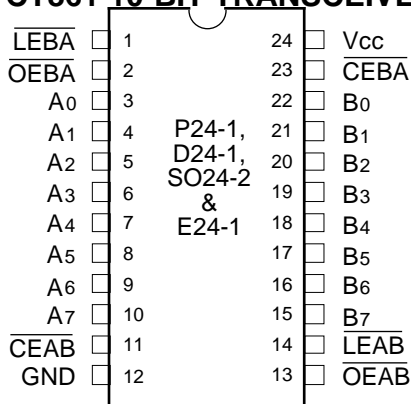 10-BIT TRANSCEIVE
LEBA 1 24 Vcc
OEBA 2 23 CEBA
A0 3 22 B0
A1 4 P24-1, 21 B1
A2 5 D24-1, 20 B2
A3 6 SO24-2 19 B3
A4 7 & 18 B4
E24-1
A5 8 17 B5
A6 9 16 B6
A7 10 15 B7
CEAB 11 14 LEAB
GND 12 13 OEAB